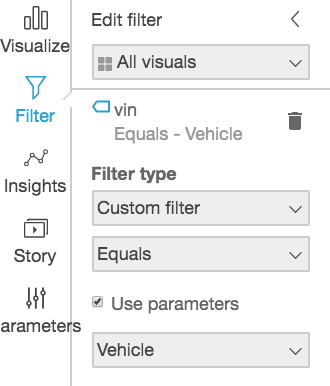 Visualize
Filter
Insights
Story
arameters
Edit filter
All visuals
vin
Equals - Vehicle
Filter type
Custom filter
Equals
Use parameters
Vehicle